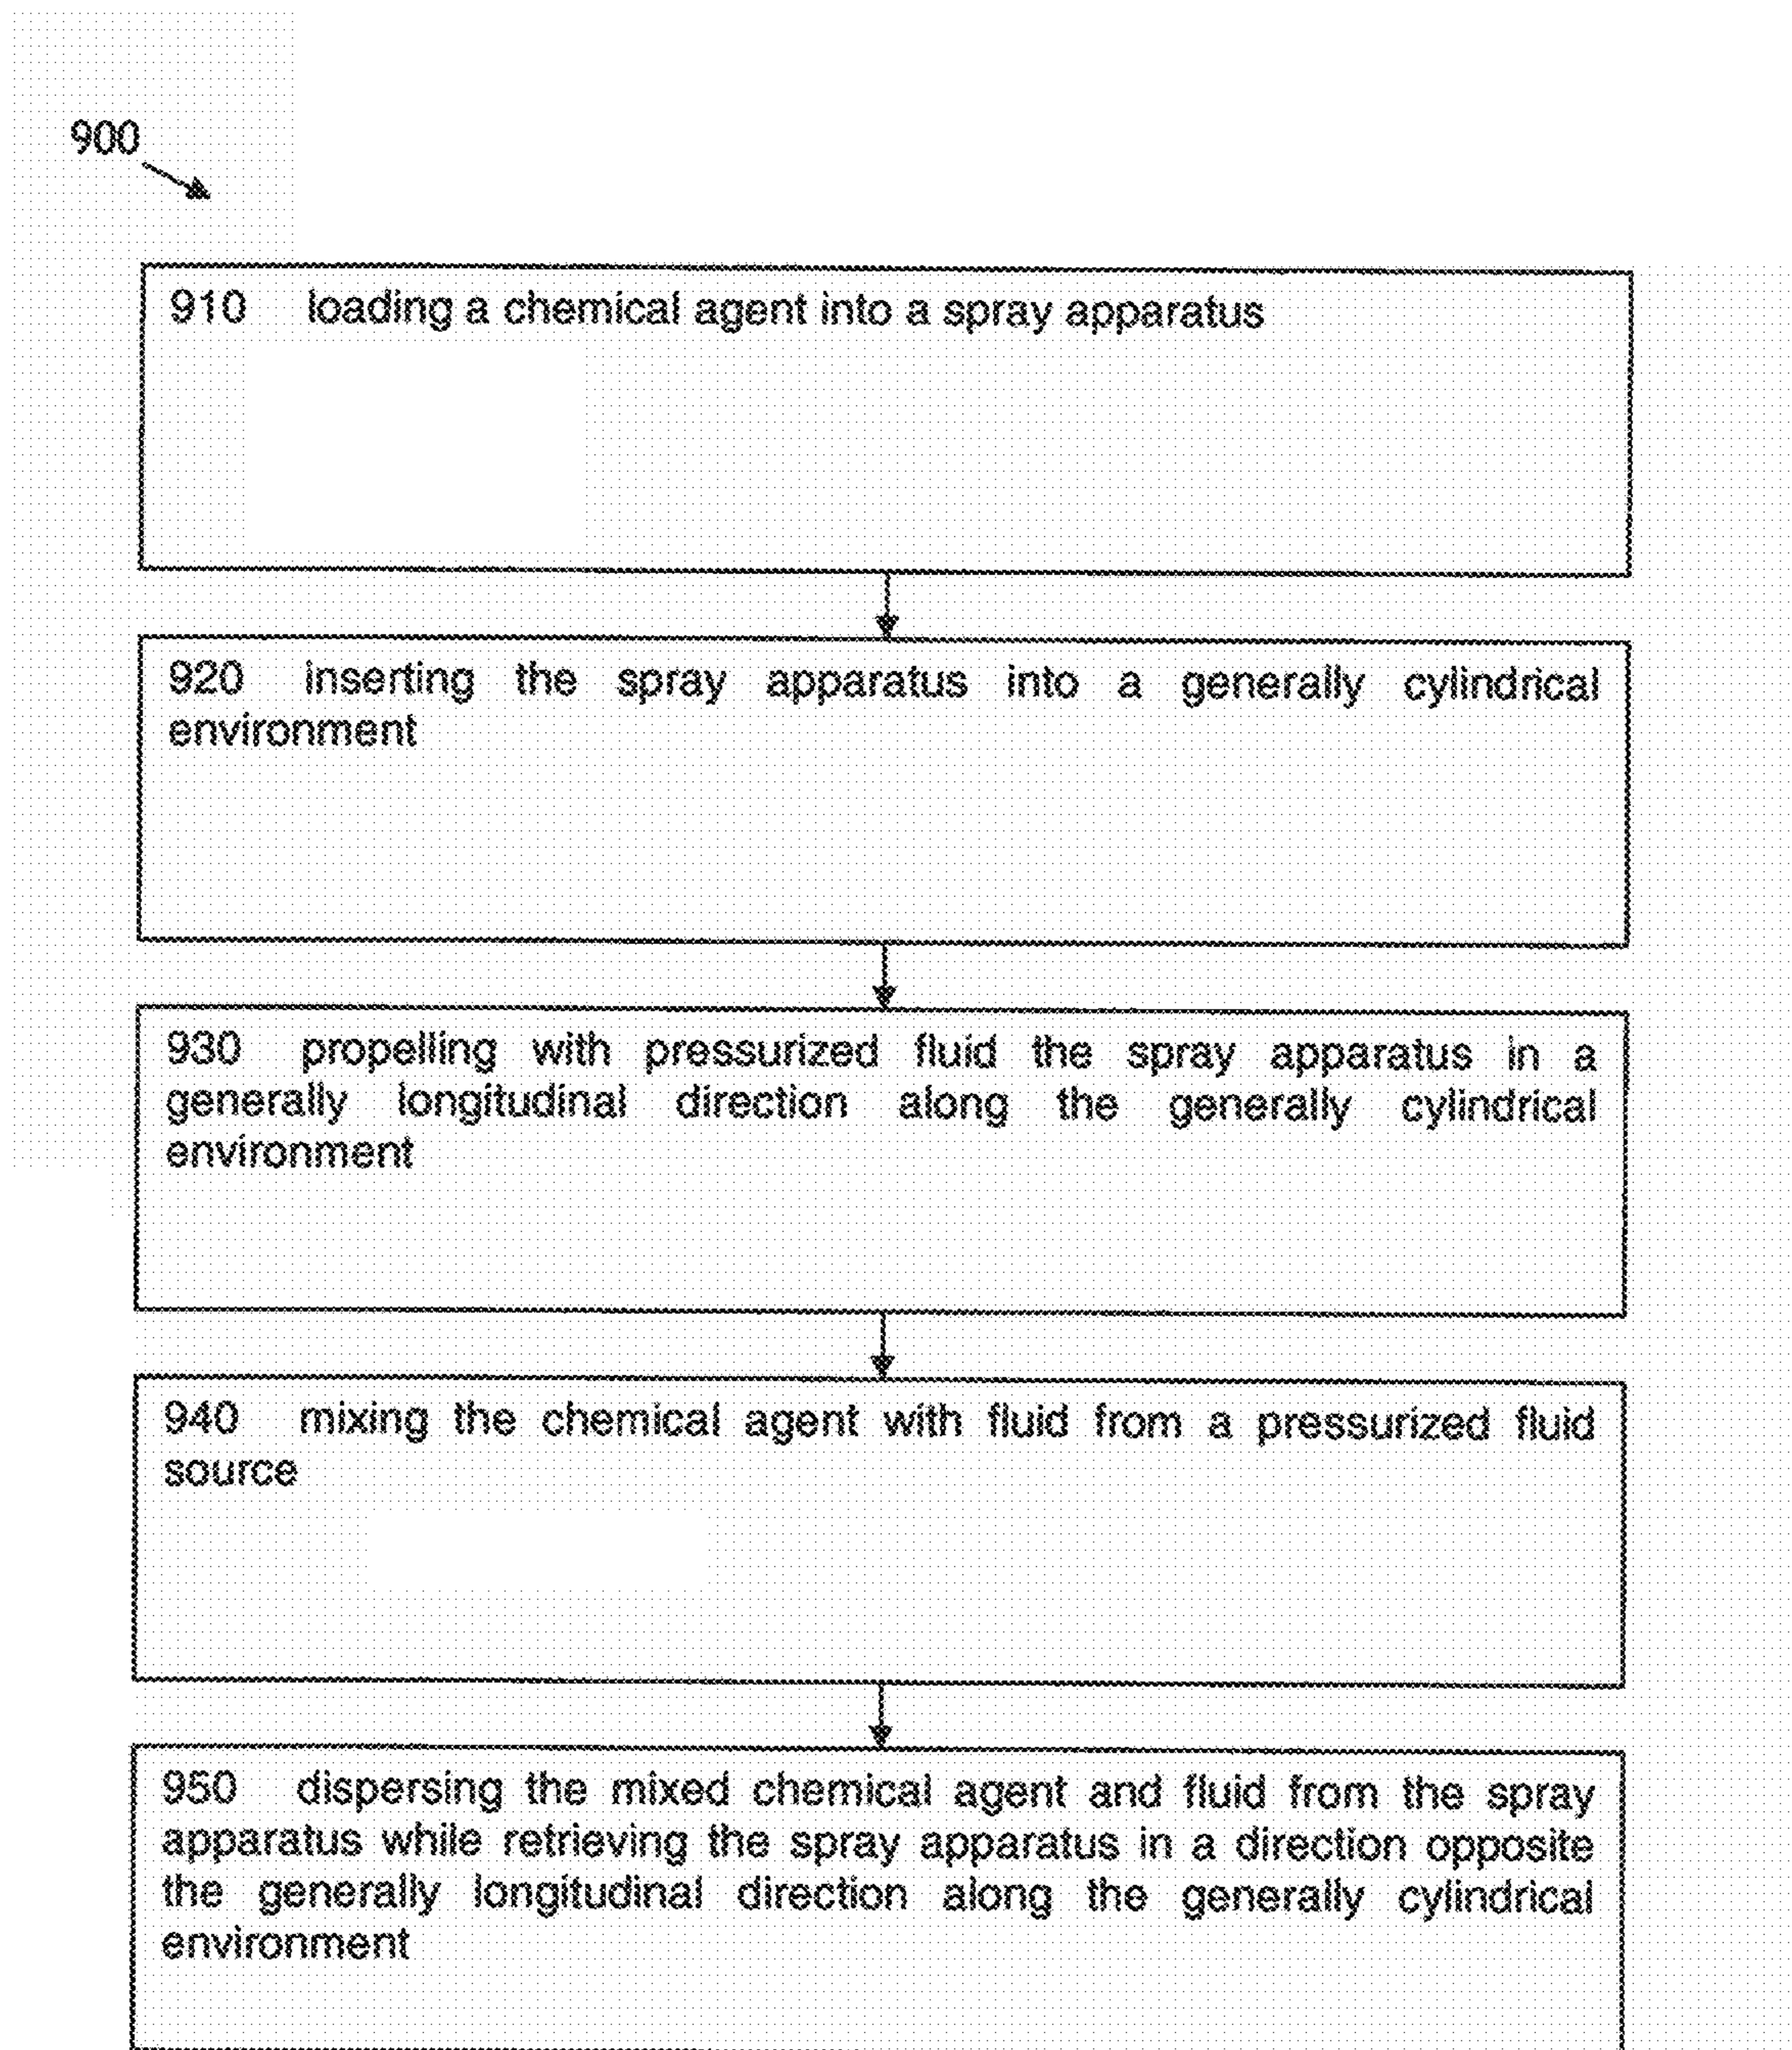 900
910 loading a chemical agent into a spray apparatus
920 inserting the spray apparatus into a generally cylindrical
environment
930 propelling with pressurized fluid the spray apparatus in a
generally longitudinal direction along the generally cylindrical
environment
940 mixing the chemical agent with fluid from a pressurized fluid
source
950 dispersing the mixed chemical agent and fluid from the spray
apparatus while retrieving the spray apparatus in a direction opposite
the generally longitudinal direction along the generally cylindrical
environment